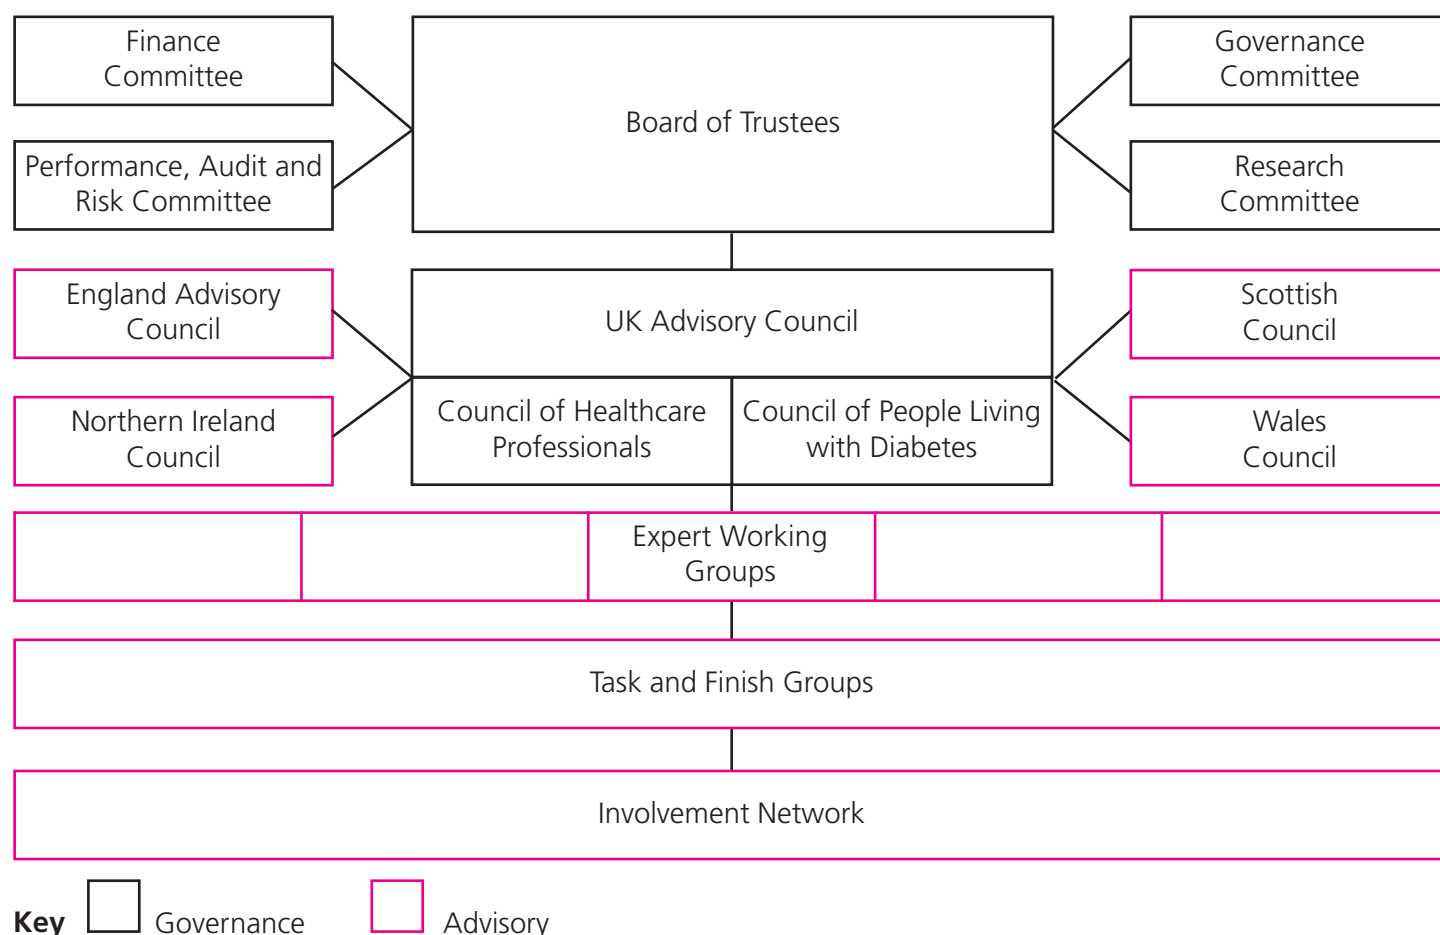 Finance
Committee
Board of Trustees
Governance
Committee
Performance, Audit and
Risk Committee
Research
Committee
England Advisory
Council
UK Advisory Council
Scottish
Council
Northern Ireland
Council
Council of Healthcare
Professionals
Council of People Living
with Diabetes
Wales
Council
Expert Working
Groups
Task and Finish Groups
Involvement Network
Key Governance Advisory